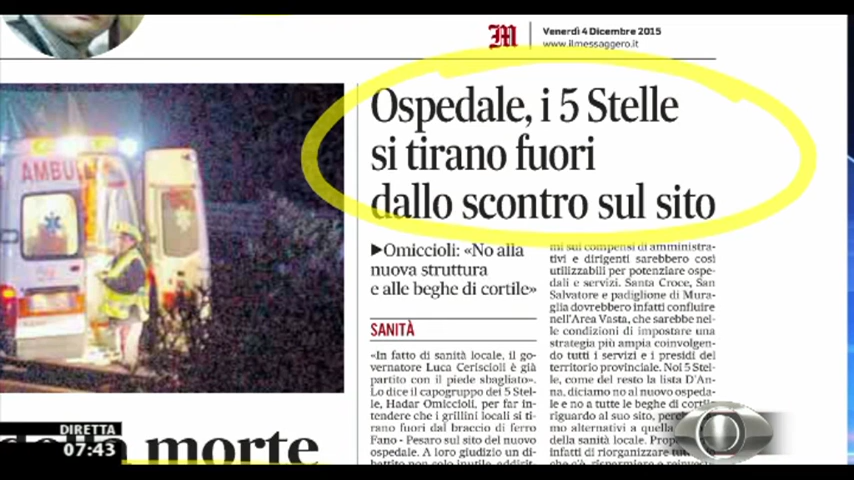 Venerdì 4 Dicembre 2015
www.ilmessaggero.it
Ospedale, i 5 Stelle
si tirano fuori
dallo scontro sul sito
AMBUL
▶Omiccioli: «No alla
nuova struttura
e alle beghe di cortile»
SANITÀ
«In fatto di sanità locale, il go-
vernatore Luca Ceriscioli è già
partito con il piede sbagliato».
Lo dice il capogruppo dei 5 Stel-
le, Hadar Omiccioli, per far in-
tendere che i grillini locali si ti-
rano fuori dal braccio di ferro
Fano - Pesaro sul sito del nuovo
ospedale. A loro giudizio un di-
mi sui compensi di amministra-
tivi e dirigenti sarebbero così
utilizzabili per potenziare ospe-
dali e servizi. Santa Croce, San
Salvatore e padiglione di Mura-
glia dovrebbero infatti confluire
nell'Area Vasta, che sarebbe nel-
le condizioni di impostare una
strategia più ampia coinvolgen-
do tutti i servizi e i presidi del
territorio provinciale. Noi 5 Stel-
le, come del resto la lista D'An-
na, diciamo no al nuovo ospeda-
le e no a tutte le beghe di cortile
riguardo al suo sito,
mo alternativi a quella
della sanità locale.
infatti di riorganizzare
morte
DIRETTA
07:43